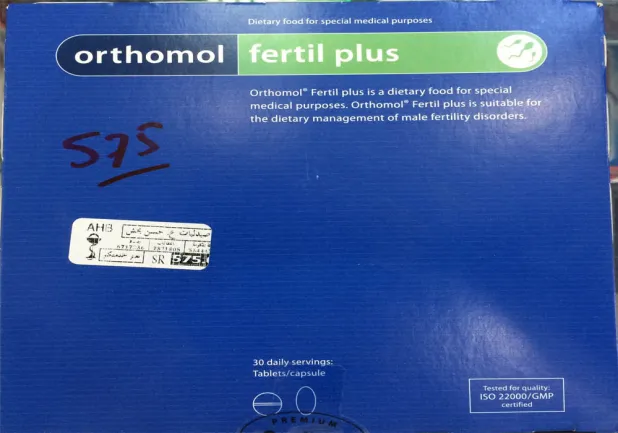 Dietary food for special medical purposes
orthomol fertil plus
Orthomol® Fertil plus is a dietary food for special
medical purposes. Orthomol® Fertil plus is suitable for
the dietary management of male fertility disorders.
575
AHB
حسن بخش
SR 575.
30 daily servings:
Tablets/capsule
Tested for quality:
ISO 22000/GMP
certified
PREMIUM